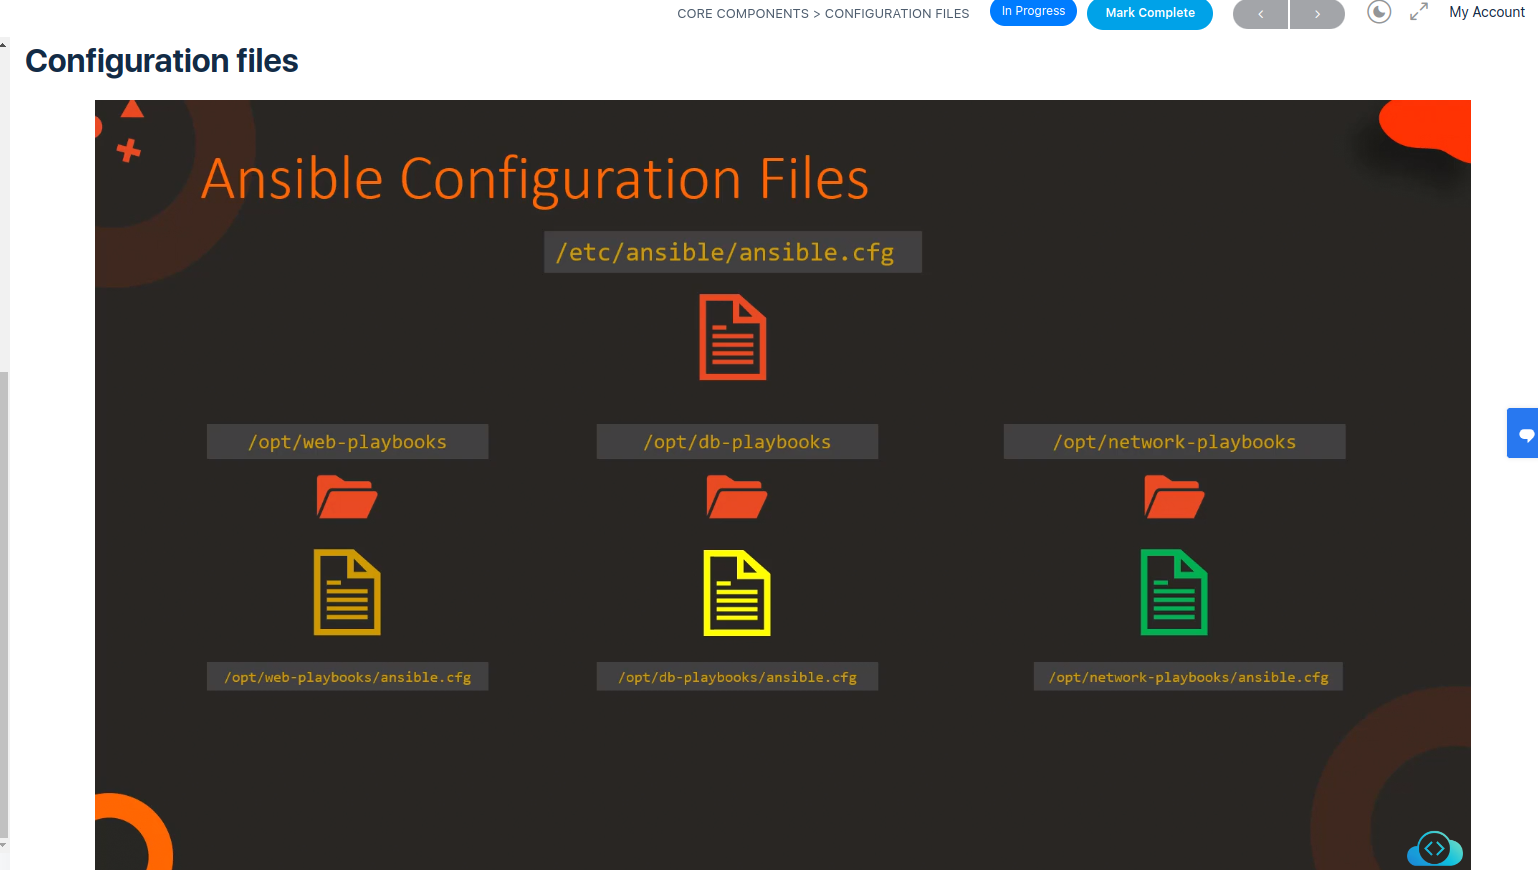 CORE COMPONENTS > CONFIGURATION FILES
In Progress
Mark Complete
My Account
Configuration files
Ansible Configuration Files
/etc/ansible/ansible.cfg
/opt/web-playbooks
/opt/db-playbooks
/opt/network-playbooks
/opt/web-playbooks/ansible.cfg
/opt/db-playbooks/ansible.cfg
/opt/network-playbooks/ansible.cfg